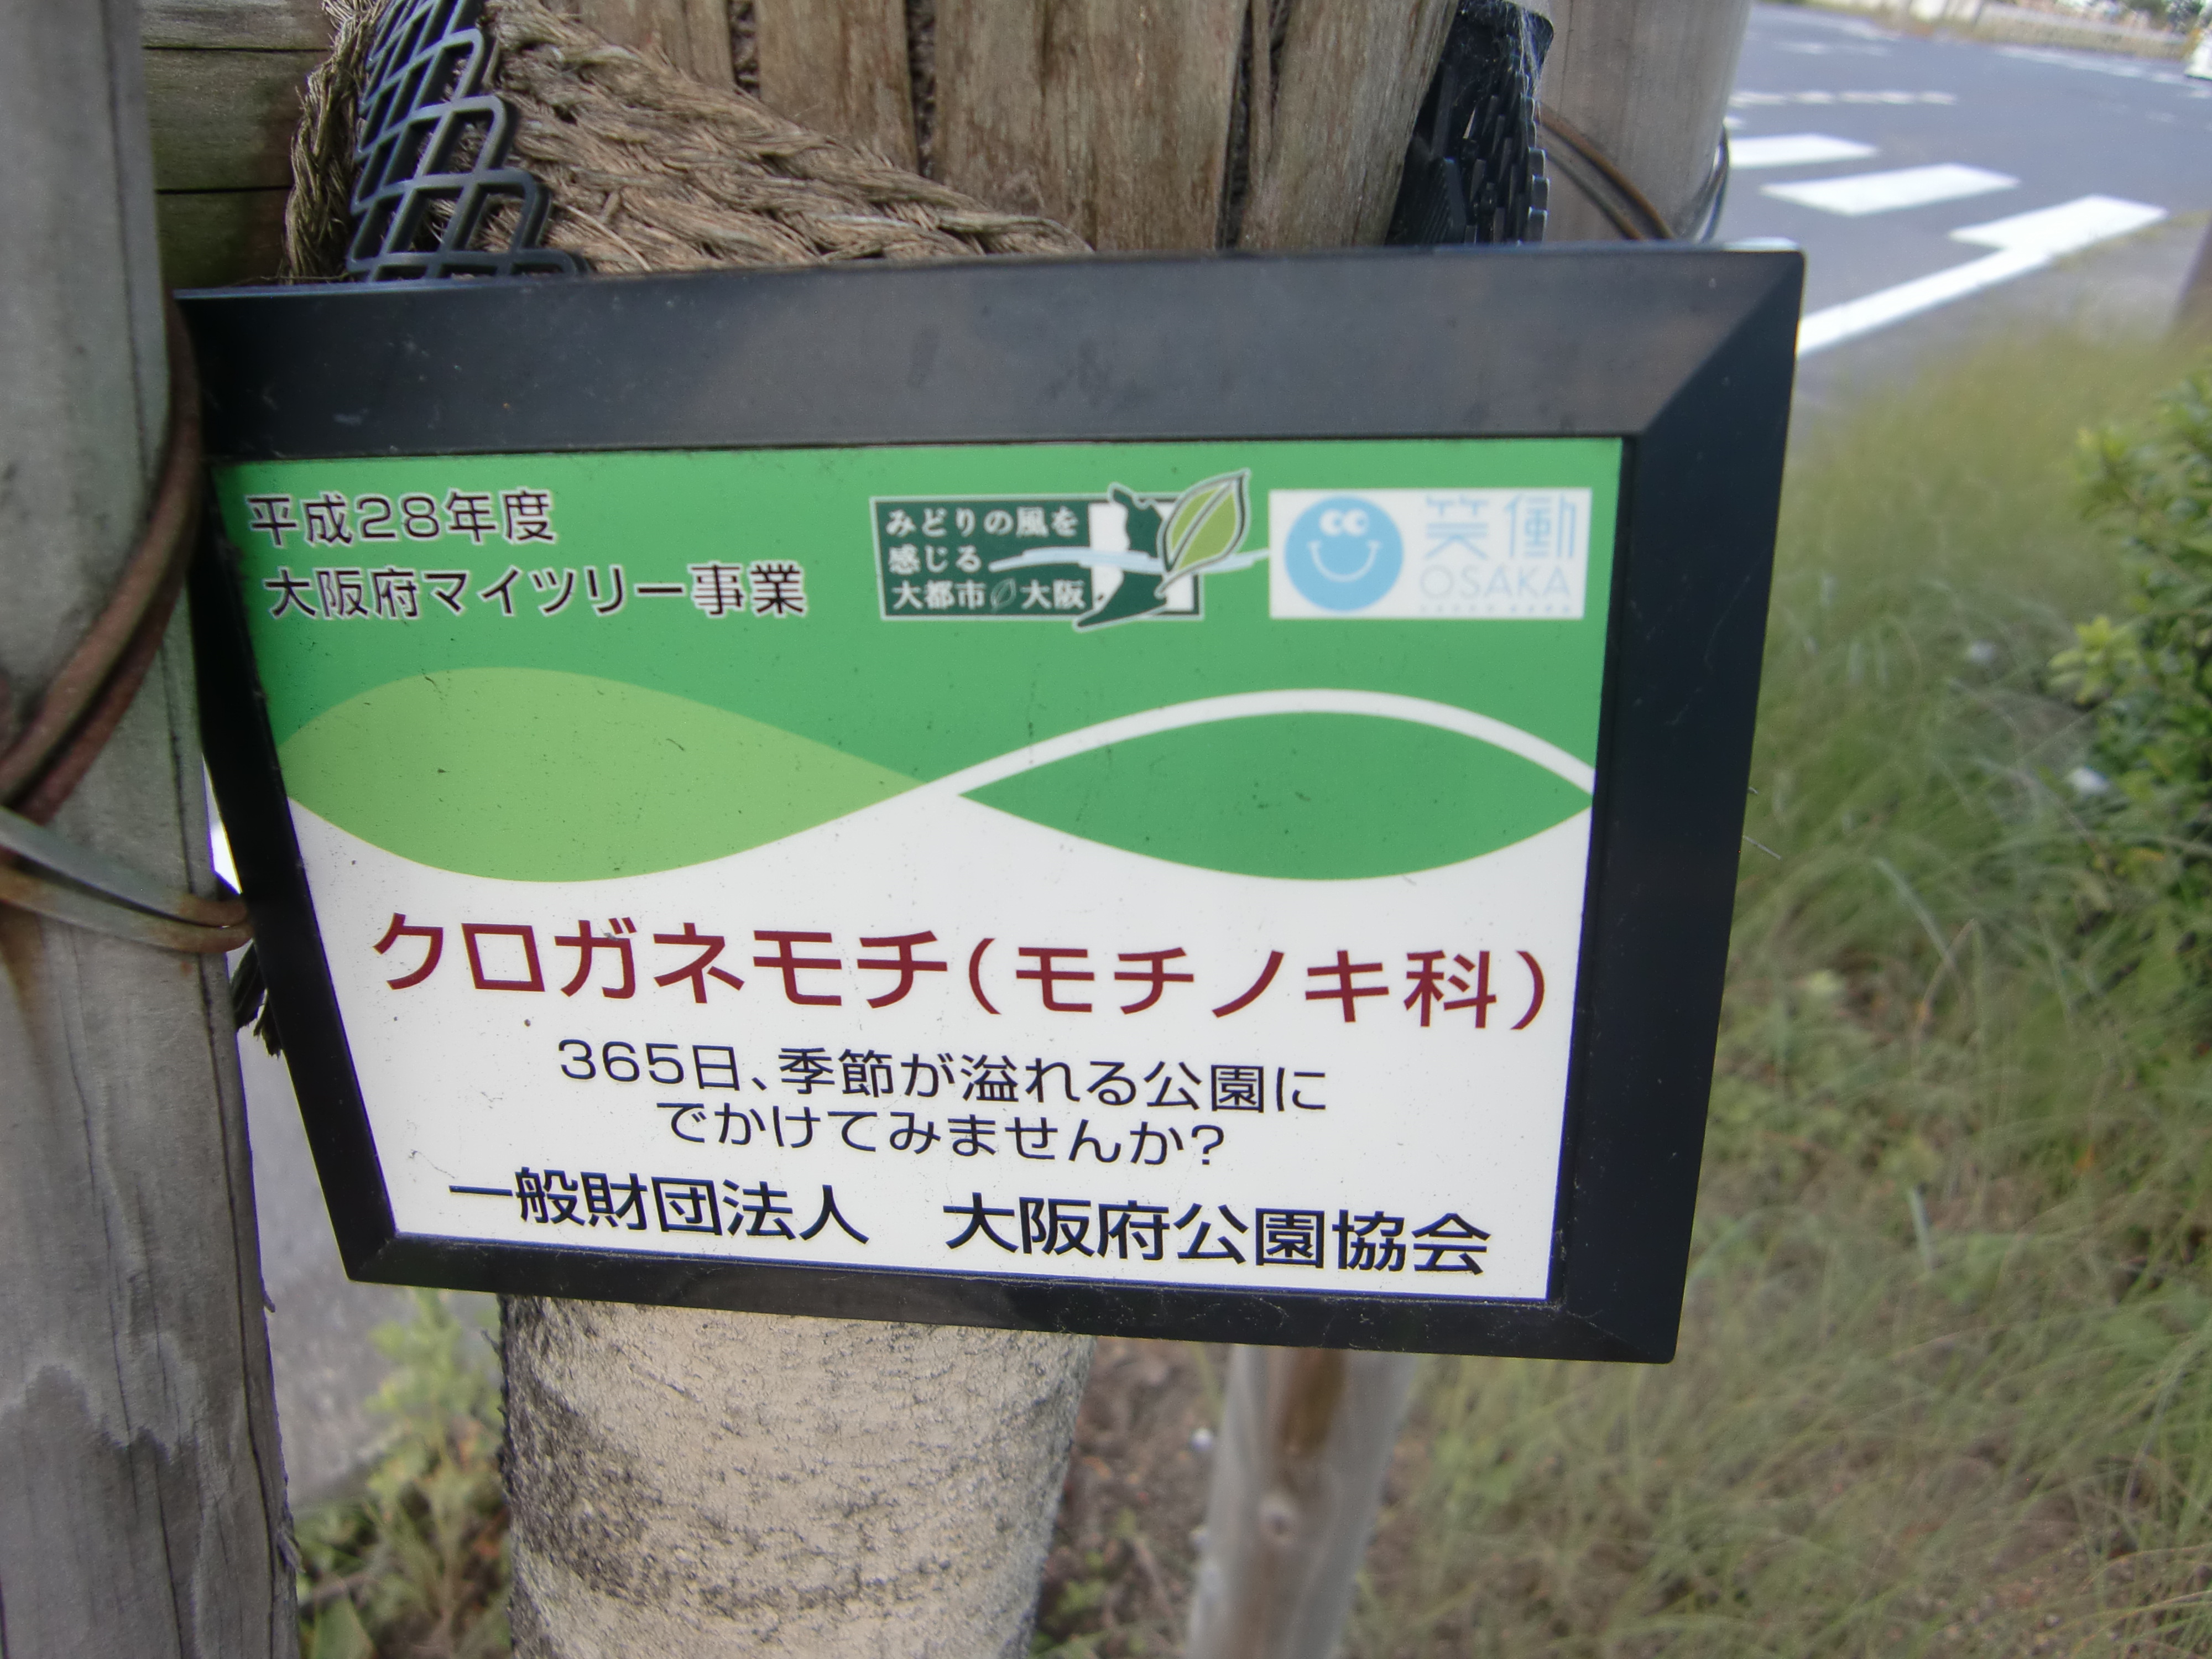 平成28年度
大阪府マイツリー事業
みどりの風を
感じる
大都市 大阪
笑働
OSAKA
クロガネモチ(モチノキ科)
365日、季節が溢れる公園に
でかけてみませんか?
一般財団法人 大阪府公園協会